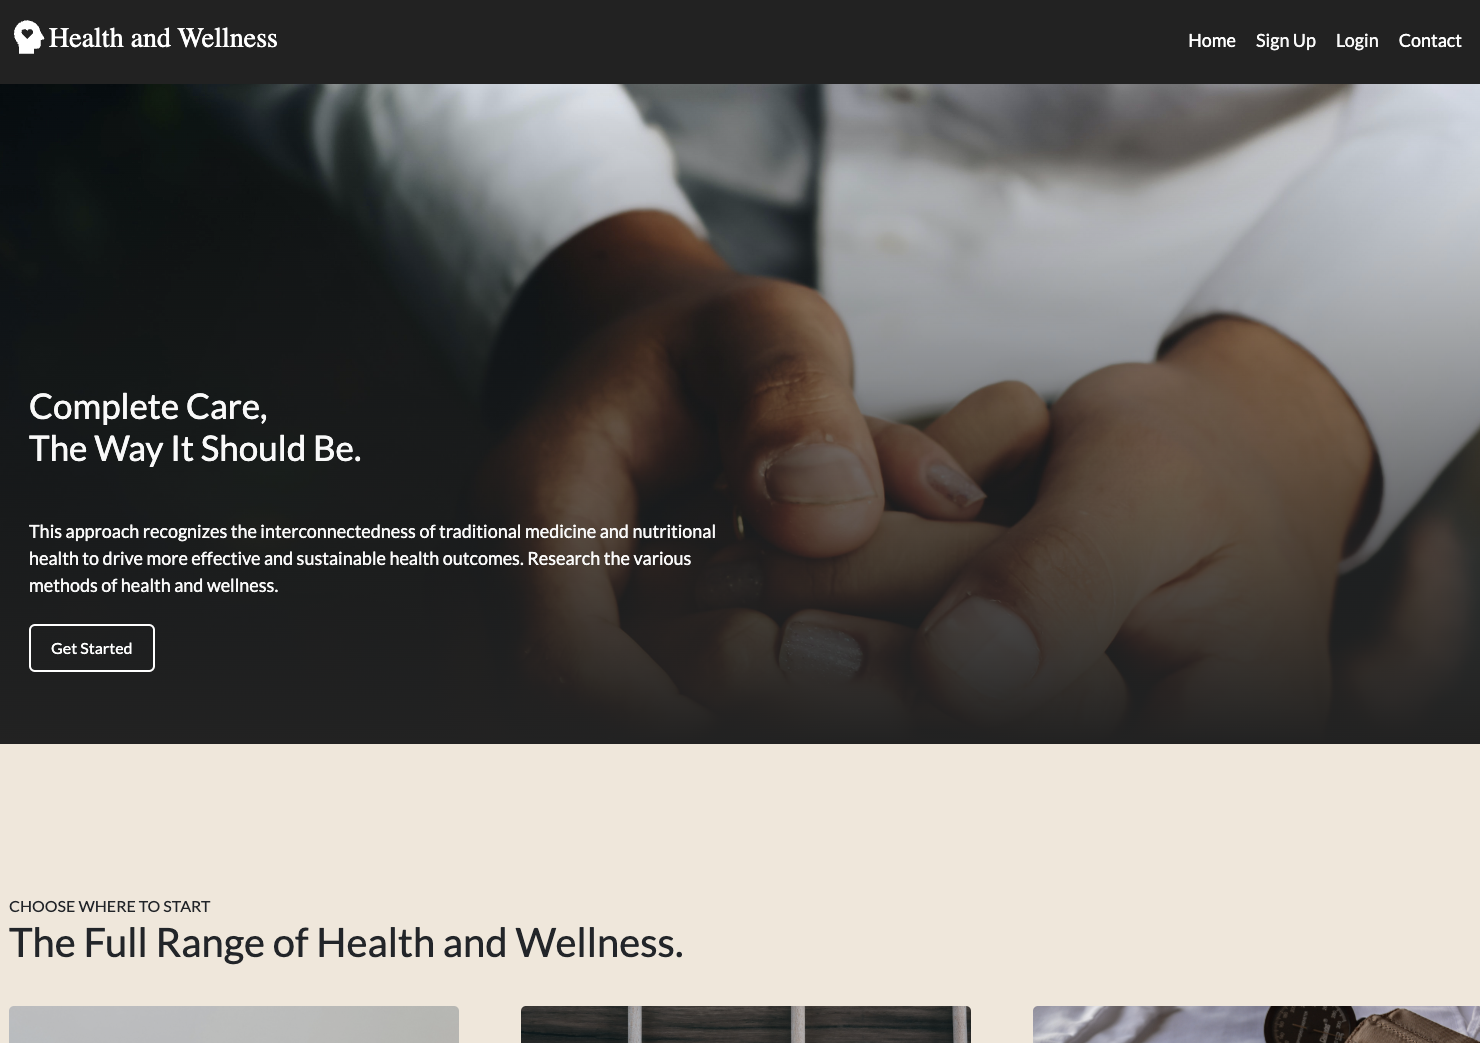 Health and Wellness
Home
Sign Up
Login
Contact
Complete Care,
The Way It Should Be.
This approach recognizes the interconnectedness of traditional medicine and nutritional
health to drive more effective and sustainable health outcomes. Research the various
methods of health and wellness.
Get Started
CHOOSE WHERE TO START
The Full Range of Health and Wellness.